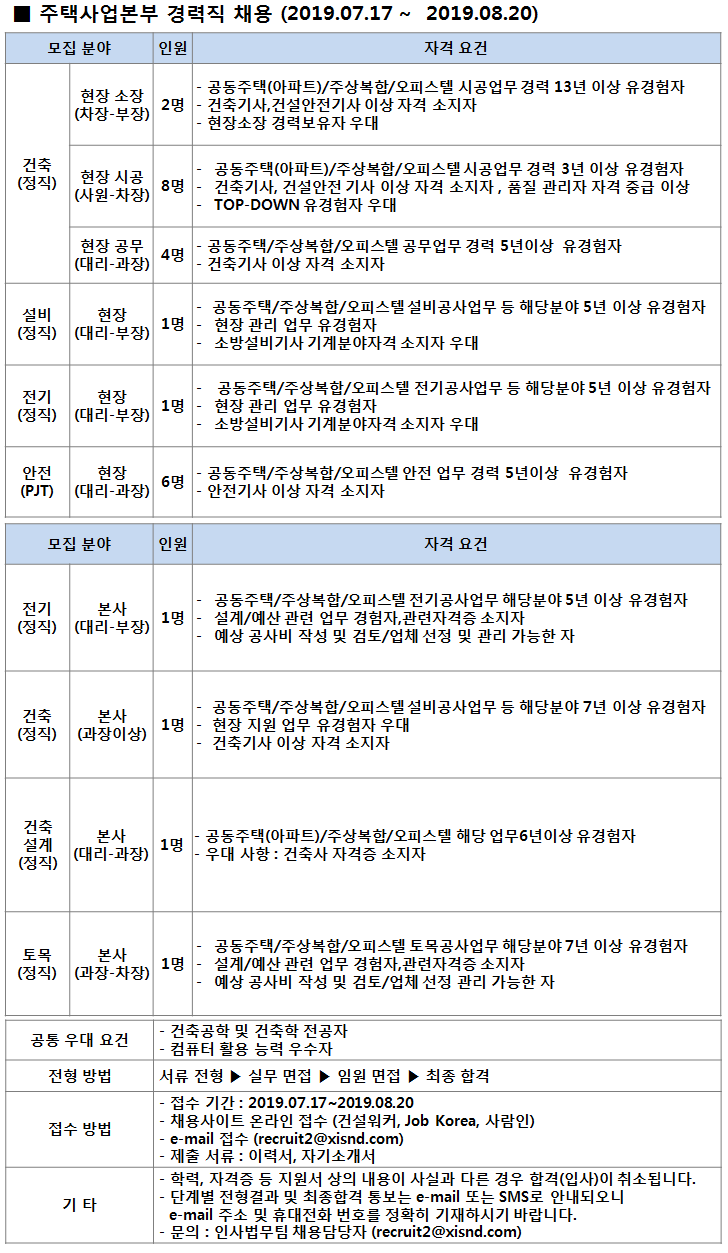 ■ 주택사업본부 경력직 채용 (2019.07.17 ~ 2019.08.20)
모집 분야 인원 자격 요건
건축
(정직)
현장 소장
(차장-부장)
2명
- 공동주택(아파트)/주상복합/오피스텔 시공업무 경력 13년 이상 유경험자
- 건축기사,건설안전기사 이상 자격 소지자
- 현장소장 경력보유자 우대
현장 시공
(사원-차장)
8명
- 공동주택(아파트)/주상복합/오피스텔 시공업무 경력 3년 이상 유경험자
- 건축기사, 건설안전 기사 이상 자격 소지자 , 품질 관리자 자격 중급 이상
- TOP-DOWN 유경험자 우대
현장 공무
(대리-과장)
4명
- 공동주택/주상복합/오피스텔 공무업무 경력 5년이상 유경험자
- 건축기사 이상 자격 소지자
설비
(정직)
현장
(대리-부장)
1명
- 공동주택/주상복합/오피스텔 설비공사업무 등 해당분야 5년 이상 유경험자
- 현장 관리 업무 유경험자
- 소방설비기사 기계분야자격 소지자 우대
전기
(정직)
현장
(대리-부장)
1명
- 공동주택/주상복합/오피스텔 전기공사업무 등 해당분야 5년 이상 유경험자
- 현장 관리 업무 유경험자
- 소방설비기사 기계분야자격 소지자 우대
안전
(PJT)
현장
(대리-과장)
6명
- 공동주택/주상복합/오피스텔 안전 업무 경력 5년이상 유경험자
- 안전기사 이상 자격 소지자
모집 분야 인원 자격 요건
전기
(정직)
본사
(대리-부장)
1명
- 공동주택/주상복합/오피스텔 전기공사업무 해당분야 5년 이상 유경험자
- 설계/예산 관련 업무 경험자,관련자격증 소지자
- 예상 공사비 작성 및 검토/업체 선정 및 관리 가능한 자
건축
(정직)
본사
(과장이상)
1명
- 공동주택/주상복합/오피스텔 설비공사업무 등 해당분야 7년 이상 유경험자
- 현장 지원 업무 유경험자 우대
- 건축기사 이상 자격 소지자
건축
설계
(정직)
본사
(대리-과장)
1명
- 공동주택(아파트)/주상복합/오피스텔 해당 업무6년이상 유경험자
- 우대 사항 : 건축사 자격증 소지자
토목
(정직)
본사
(과장-차장)
1명
- 공동주택/주상복합/오피스텔 토목공사업무 해당분야 7년 이상 유경험자
- 설계/예산 관련 업무 경험자,관련자격증 소지자
- 예상 공사비 작성 및 검토/업체 선정 관리 가능한 자
공통 우대 요건
- 건축공학 및 건축학 전공자
- 컴퓨터 활용 능력 우수자
전형 방법
서류 전형 ▶ 실무 면접 ▶ 임원 면접 ▶ 최종 합격
접수 방법
- 접수 기간 : 2019.07.17~2019.08.20
- 채용사이트 온라인 접수 (건설워커, Job Korea, 사람인)
- e-mail 접수 (recruit2@xisnd.com)
- 제출 서류 : 이력서, 자기소개서
기 타
- 학력, 자격증 등 지원서 상의 내용이 사실과 다른 경우 합격(입사)이 취소됩니다.
- 단계별 전형결과 및 최종합격 통보는 e-mail 또는 SMS로 안내되오니
e-mail 주소 및 휴대전화 번호를 정확히 기재하시기 바랍니다.
- 문의 : 인사법무팀 채용담당자 (recruit2@xisnd.com)